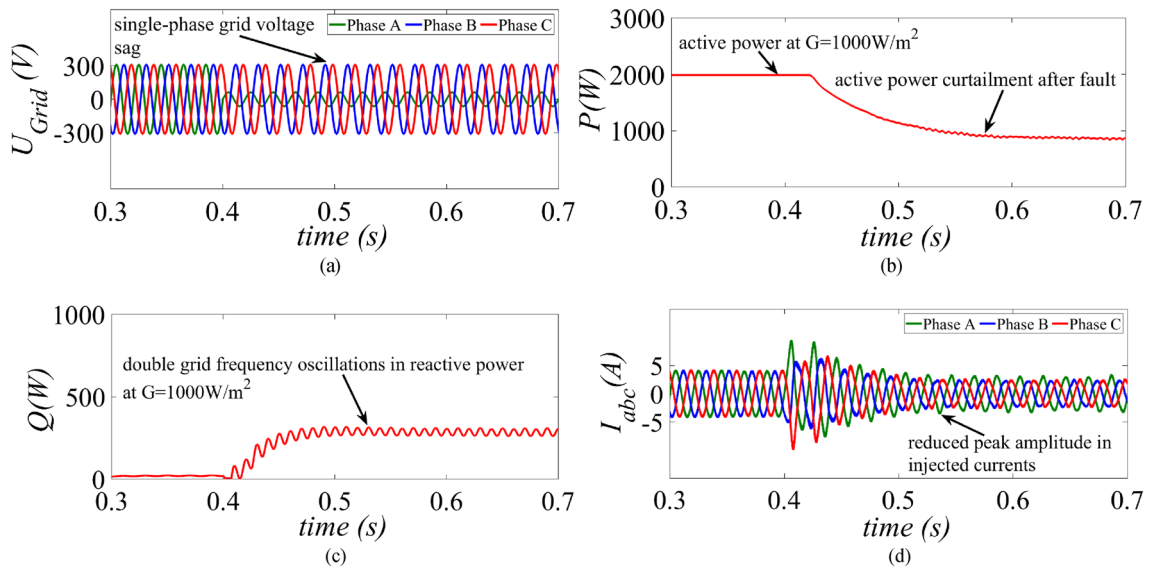 single-phase grid voltage
sag
Phase A Phase B Phase C
U_Grid (V)
300
0
-300
0.3 0.4 0.5 0.6 0.7
time (s)
(a)
3000
2000
1000
0
P(W)
active power at G=1000W/m²
active power curtailment after fault
0.3 0.4 0.5 0.6 0.7
time (s)
(b)
1000
500
0
Q(W)
double grid frequency oscillations in reactive power
at G=1000W/m²
0.3 0.4 0.5 0.6 0.7
time (s)
(c)
Phase A Phase B Phase C
I_abc(A)
5
0
-5
reduced peak amplitude in
injected currents
0.3 0.4 0.5 0.6 0.7
time (s)
(d)